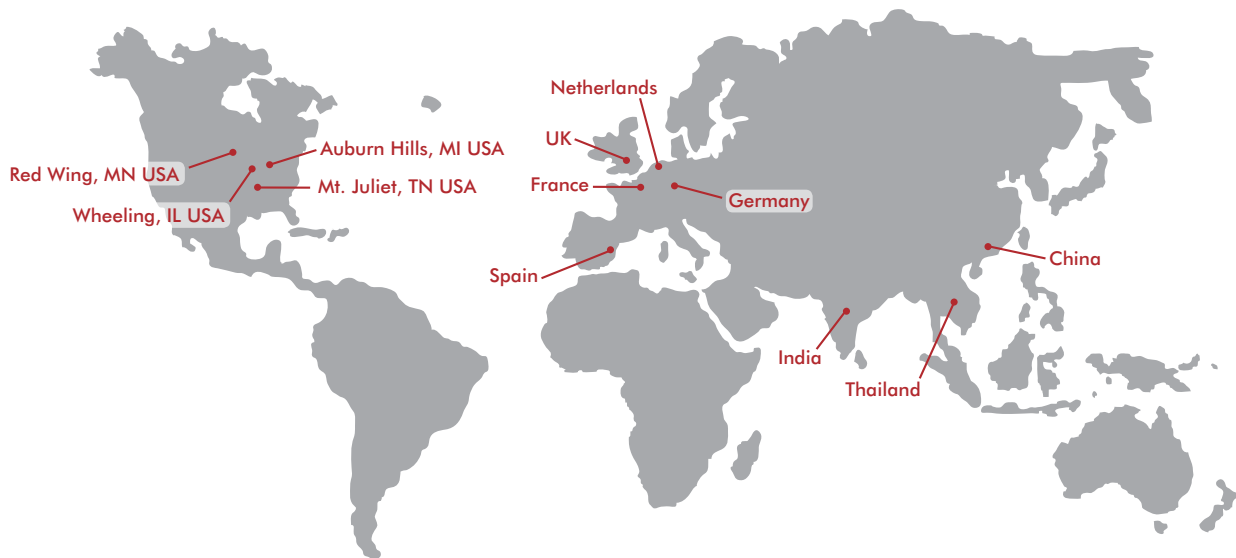 Netherlands
UK
Auburn Hills, MI USA
Red Wing, MN USA
Mt. Juliet, TN USA
France
Germany
Wheeling, IL USA
China
Spain
India
Thailand